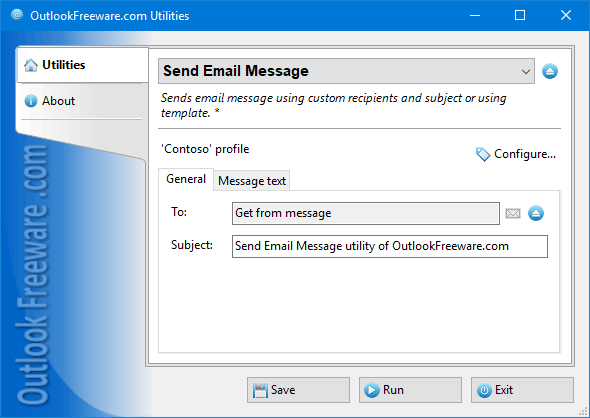 OutlookFreeware.com Utilities
Utilities
About
Outlook Freeware .com
Send Email Message
Sends email message using custom recipients and subject or using
template. *
'Contoso' profile
Configure...
General
Message text
To:
Get from message
Subject:
Send Email Message utility of OutlookFreeware.com
Save
Run
Exit